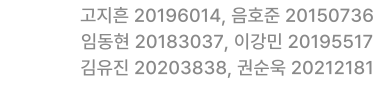 고지흔 20196014, 음호준 20150736
임동현 20183037, 이강민 20195517
김유진 20203838, 권순욱 20212181